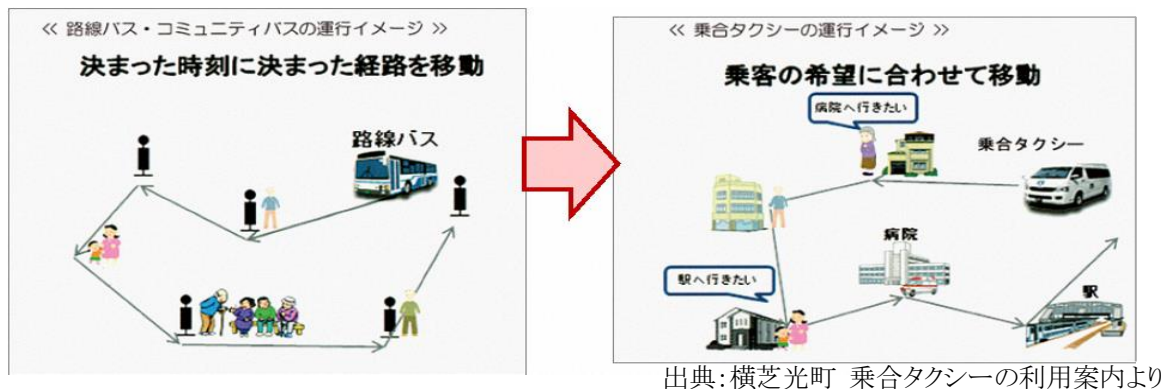 ≪ 路線バス・コミュニティバスの運行イメージ ≫
決まった時刻に決まった経路を移動
路線バス
≪ 乗合タクシーの運行イメージ ≫
乗客の希望に合わせて移動
病院へ行きたい
乗合タクシー
病院
駅へ行きたい
駅
出典:横芝光町 乗合タクシーの利用案内より